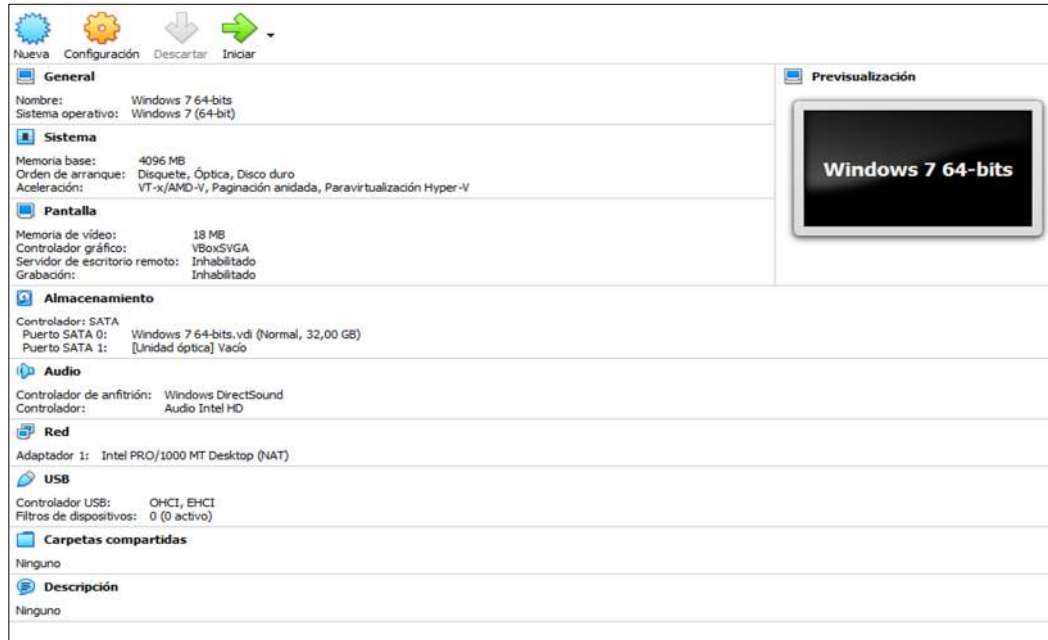 Nueva Configuración Descartar Iniciar
General
Nombre: Windows 7 64-bits
Sistema operativo: Windows 7 (64-bit)
Previsualización
Windows 7 64-bits
Sistema
Memoria base: 4096 MB
Orden de arranque: Disquete, Óptica, Disco duro
Aceleración: VT-x/AMD-V, Paginación anidada, Paravirtualización Hyper-V
Pantalla
Memoria de vídeo: 18 MB
Controlador gráfico: VBoxSVGA
Servidor de escritorio remoto: Inhabilitado
Grabación: Inhabilitado
Almacenamiento
Controlador: SATA
Puerto SATA 0: Windows 7 64-bits.vdi (Normal, 32,00 GB)
Puerto SATA 1: [Unidad óptica] Vacío
Audio
Controlador de anfitrión: Windows DirectSound
Controlador: Audio Intel HD
Red
Adaptador 1: Intel PRO/1000 MT Desktop (NAT)
USB
Controlador USB: OHCI, EHCI
Filtros de dispositivos: 0 (0 activo)
Carpetas compartidas
Ninguno
Descripción
Ninguno